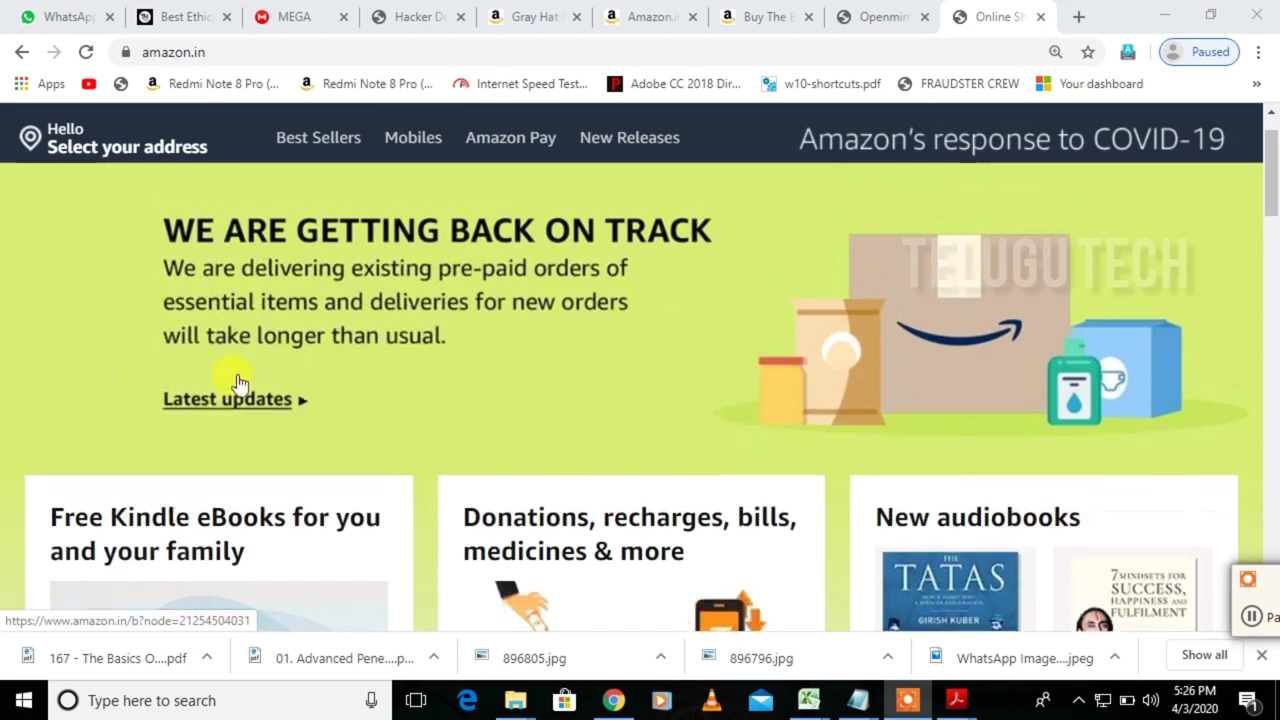 WhatsApp
Best Ethic
MEGA
Hacker De
Gray Hat
Amazon.in
Buy The B
Openmin
Online Sh
amazon.in
Paused
Apps
Redmi Note 8 Pro (...
Redmi Note 8 Pro (...
Internet Speed Test...
Adobe CC 2018 Dir...
w10-shortcuts.pdf
FRAUDSTER CREW
Your dashboard
Hello
Select your address
Best Sellers
Mobiles
Amazon Pay
New Releases
Amazon's response to COVID-19
WE ARE GETTING BACK ON TRACK
We are delivering existing pre-paid orders of
essential items and deliveries for new orders
will take longer than usual.
Latest updates
TELUGU TECH
Free Kindle eBooks for you
and your family
Donations, recharges, bills,
medicines & more
New audiobooks
THE
TATAS
GIRISH KUBER
7 MINDSETS FOR
SUCCESS,
HAPPINESS AND
FULFILMENT
Pa
https://www.amazon.in/b?node=21254504031
167 - The Basics O....pdf
01. Advanced Pene....p...
896805.jpg
896796.jpg
WhatsApp Image....jpeg
Show all
Type here to search
5:26 PM
4/3/2020
1